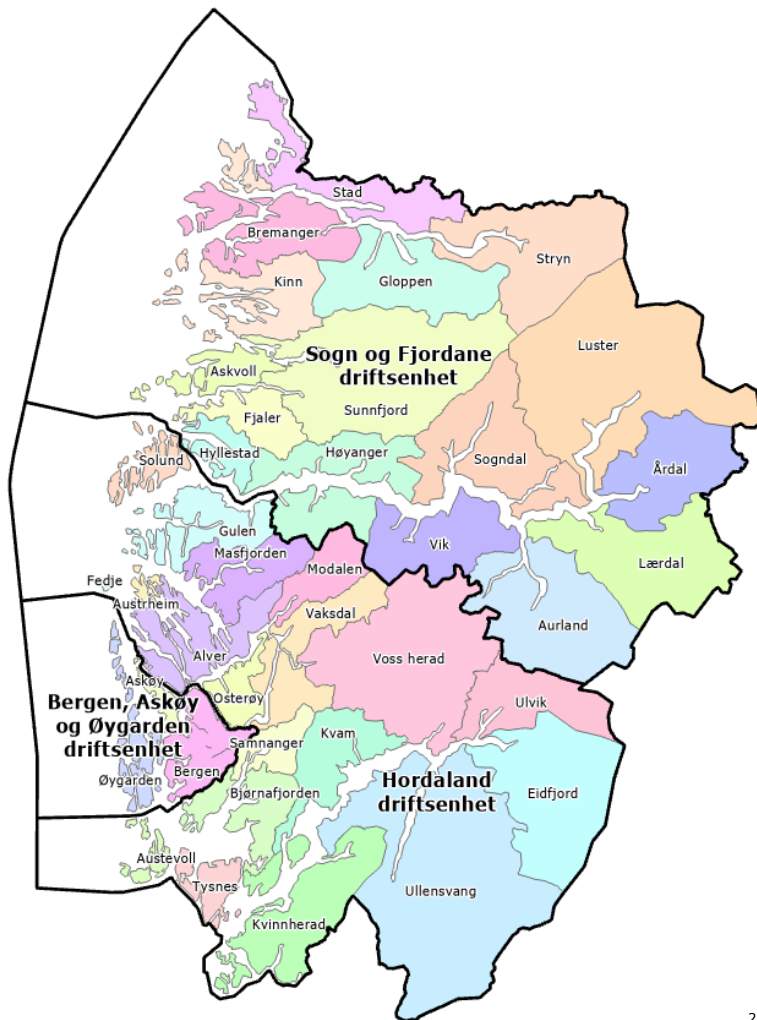 Stad
Bremanger
Stryn
Kinn
Gloppen
Luster
Sogn og Fjordane
driftsenhet
Askvoll
Sunnfjord
Fjaler
Hyllestad
Høyanger
Solund
Sogndal
Årdal
Gulen
Vik
Masfjorden
Lærdal
Modalen
Fedje
Austrheim
Vaksdal
Aurland
Alver
Voss herad
Askøy
Osterøy
Ulvik
Bergen, Askøy
og Øygarden
driftsenhet
Samnanger
Kvam
Øygarden
Bergen
Hordaland
driftsenhet
Bjørnafjorden
Eidfjord
Austevoll
Tysnes
Ullensvang
Kvinnherad
2